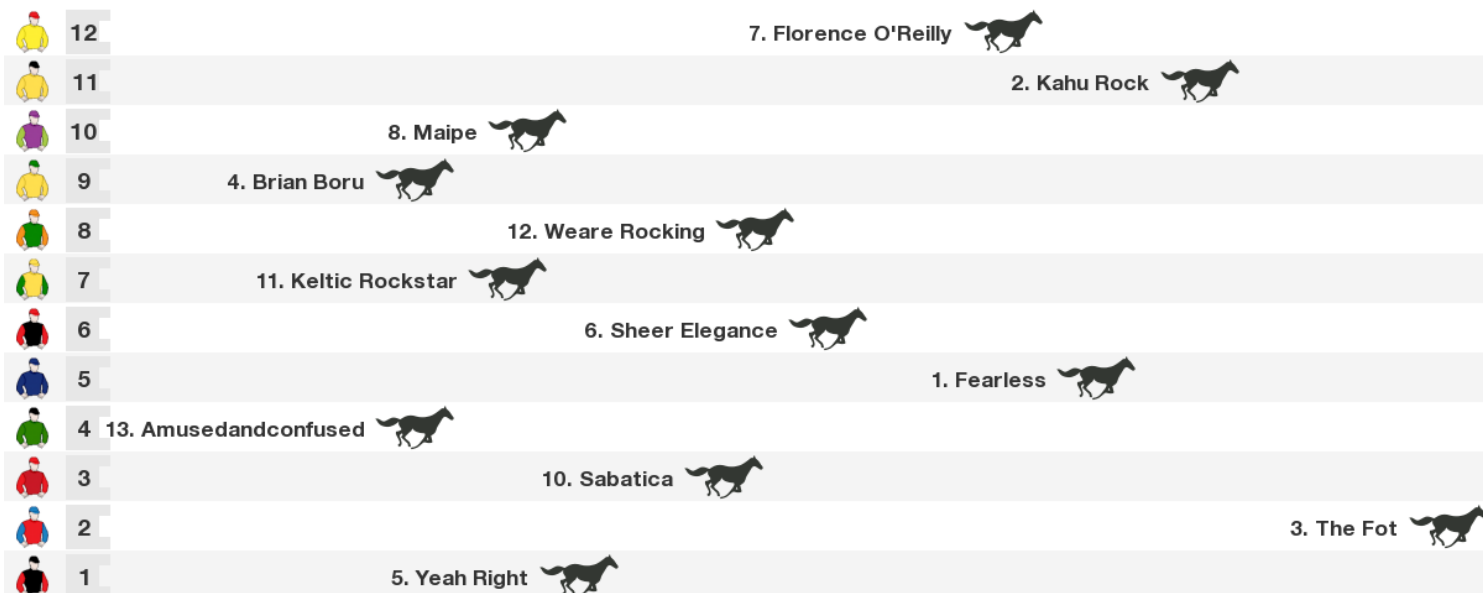 12 7. Florence O'Reilly
11 2. Kahu Rock
10 8. Maipe
9 4. Brian Boru
8 12. Weare Rocking
7 11. Keltic Rockstar
6 6. Sheer Elegance
5 1. Fearless
4 13. Amusedandconfused
3 10. Sabatica
2 3. The Fot
1 5. Yeah Right